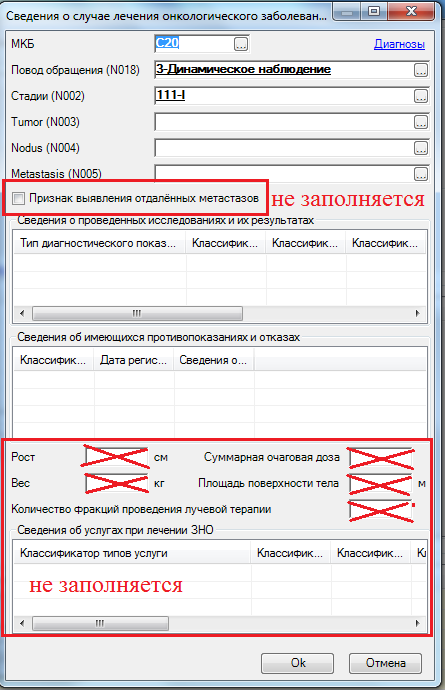 Сведения о случае лечения онкологического заболеван...
МКБ C20 ... Диагнозы
Повод обращения (N018) 3-Динамическое наблюдение ...
Стадии (N002) 111-I ...
Tumor (N003) ...
Nodus (N004) ...
Metastasis (N005) ...
Признак выявления отдалённых метастазов не заполняется
Сведения о проведённых исследованиях и их результатах
Тип диагностического показ... Классифик... Классифик...
Сведения об имеющихся противопоказаниях и отказах
Классифик... Дата регис... Сведения о...
Рост см Суммарная очаговая доза
Вес кг Площадь поверхности тела м
Количество фракций проведения лучевой терапии
Сведения об услугах при лечении ЗНО
Классификатор типов услуги Классифик... Классифик... Кл
не заполняется
Ok Отмена